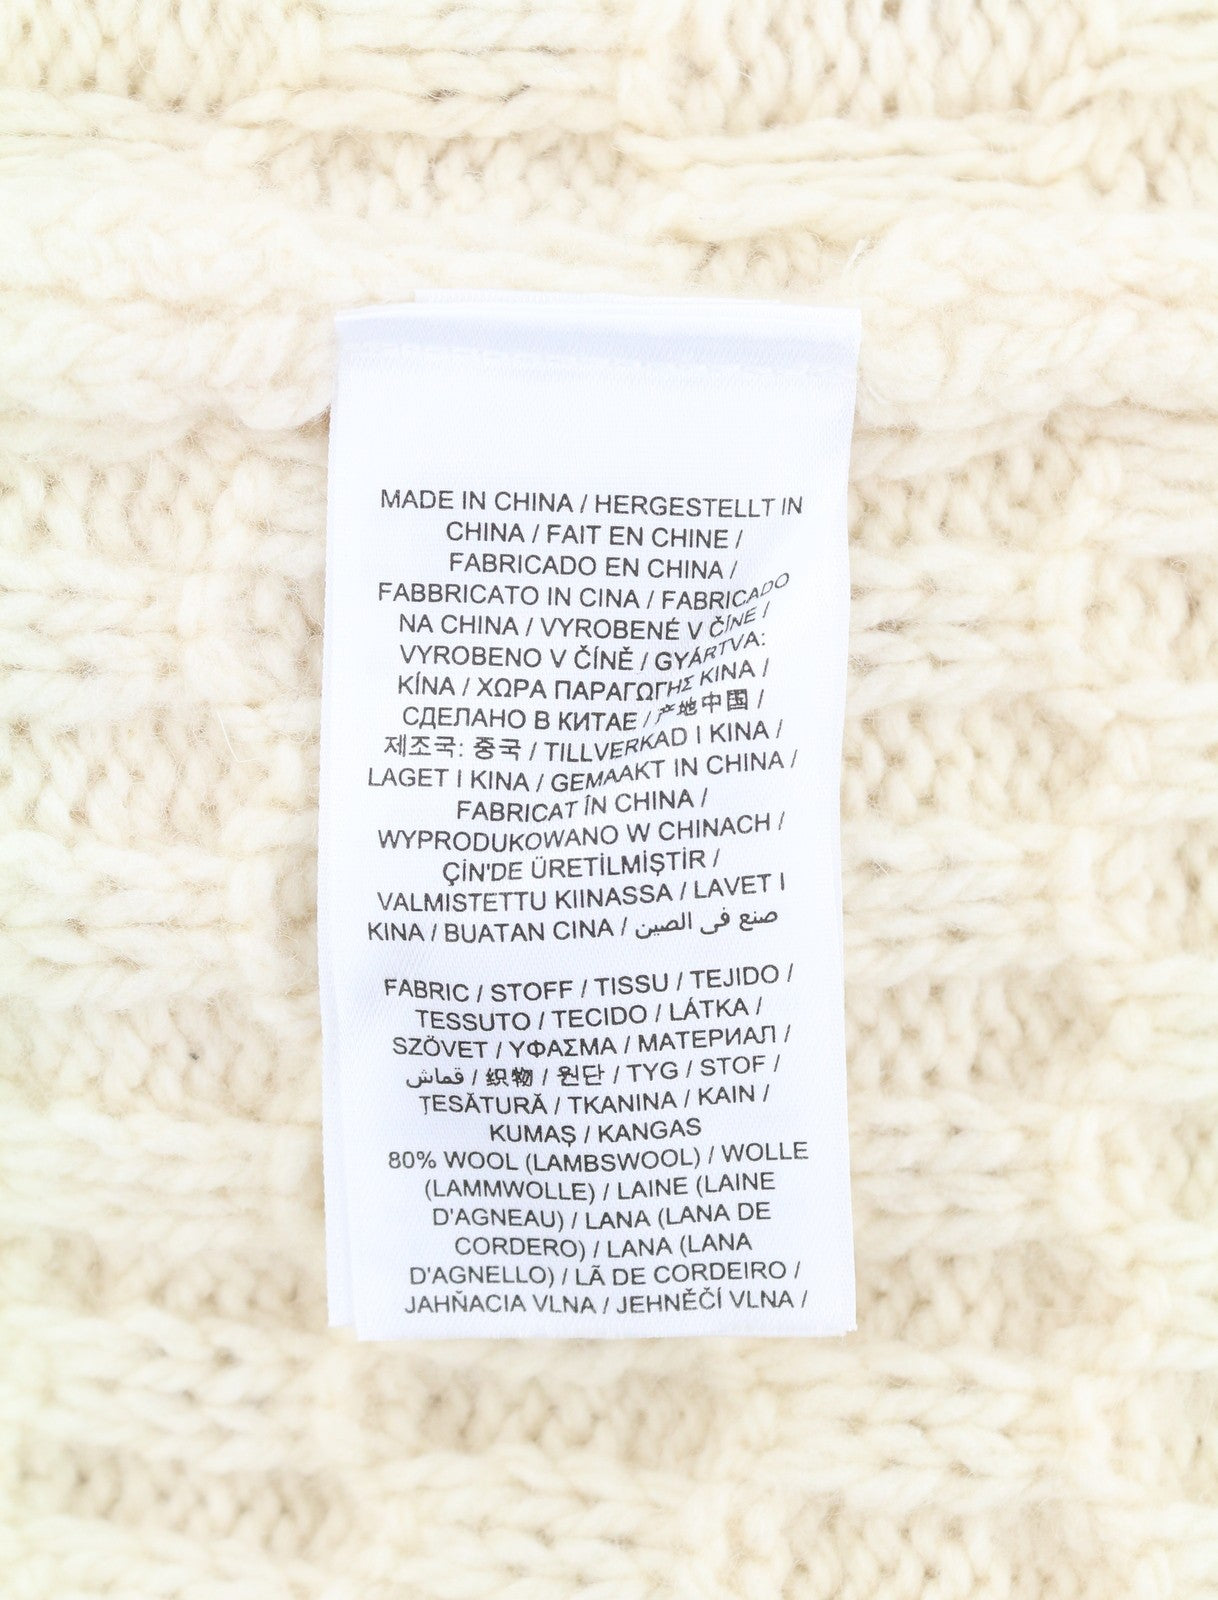 MADE IN CHINA / HERGESTELLT IN
CHINA / FAIT EN CHINE /
FABRICADO EN CHINA /
FABBRICATO IN CINA / FABRICADO
NA CHINA / VYROBENÉ V ČÍNE /
VYROBENO V ČÍNĚ / GYÁRTVA:
KÍNA / ΧΩΡΑ ΠΑΡΑΓΩΓΗΣ ΚΙΝΑ /
СДЕЛАНО В КИТАЕ / 产地中国 /
제조국: 중국 / TILLVERKAD I KINA /
LAGET I KINA / GEMAAKT IN CHINA /
FABRICAT ÎN CHINA /
WYPRODUKOWANO W CHINACH /
ÇİN'DE ÜRETİLMİŞTİR /
VALMISTETTU KIINASSA / LAVET I
KINA / BUATAN CINA / صنع في الصين
FABRIC / STOFF / TISSU / TEJIDO /
TESSUTO / TECIDO / LÁTKA /
SZÖVET / ΥΦΑΣΜΑ / МАТЕРИАЛ /
قماش / 织物 / 원단 / TYG / STOF /
ȚESĂTURĂ / TKANINA / KAIN /
KUMAŞ / KANGAS
80% WOOL (LAMBSWOOL) / WOLLE
(LAMMWOLLE) / LAINE (LAINE
D'AGNEAU) / LANA (LANA DE
CORDERO) / LANA (LANA
D'AGNELLO) / LÃ DE CORDEIRO /
JAHŇACIA VLNA / JEHNĚČÍ VLNA /